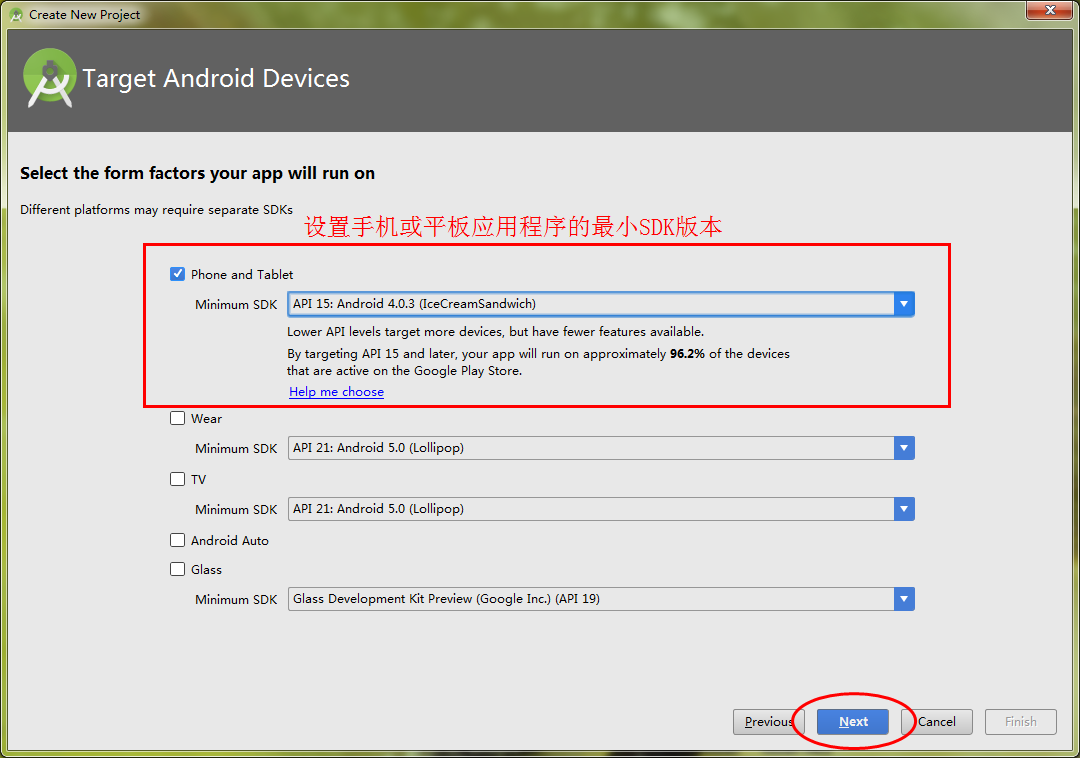 Create New Project
Target Android Devices
Select the form factors your app will run on
Different platforms may require separate SDKs
设置手机或平板应用程序的最小SDK版本
Phone and Tablet
Minimum SDK API 15: Android 4.0.3 (IceCreamSandwich)
Lower API levels target more devices, but have fewer features available.
By targeting API 15 and later, your app will run on approximately 96.2% of the devices
that are active on the Google Play Store.
Help me choose
Wear
Minimum SDK API 21: Android 5.0 (Lollipop)
TV
Minimum SDK API 21: Android 5.0 (Lollipop)
Android Auto
Glass
Minimum SDK Glass Development Kit Preview (Google Inc.) (API 19)
Previous Next Cancel Finish